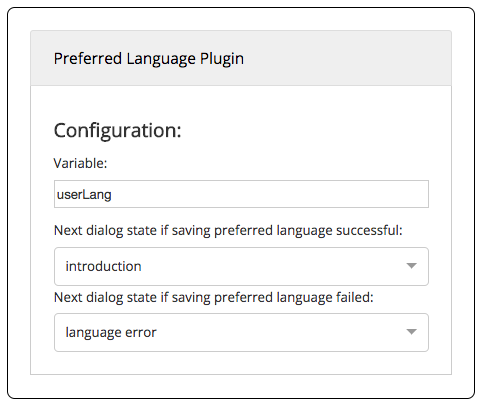 Preferred Language Plugin
Configuration:
Variable:
userLang
Next dialog state if saving preferred language successful:
introduction
Next dialog state if saving preferred language failed:
language error